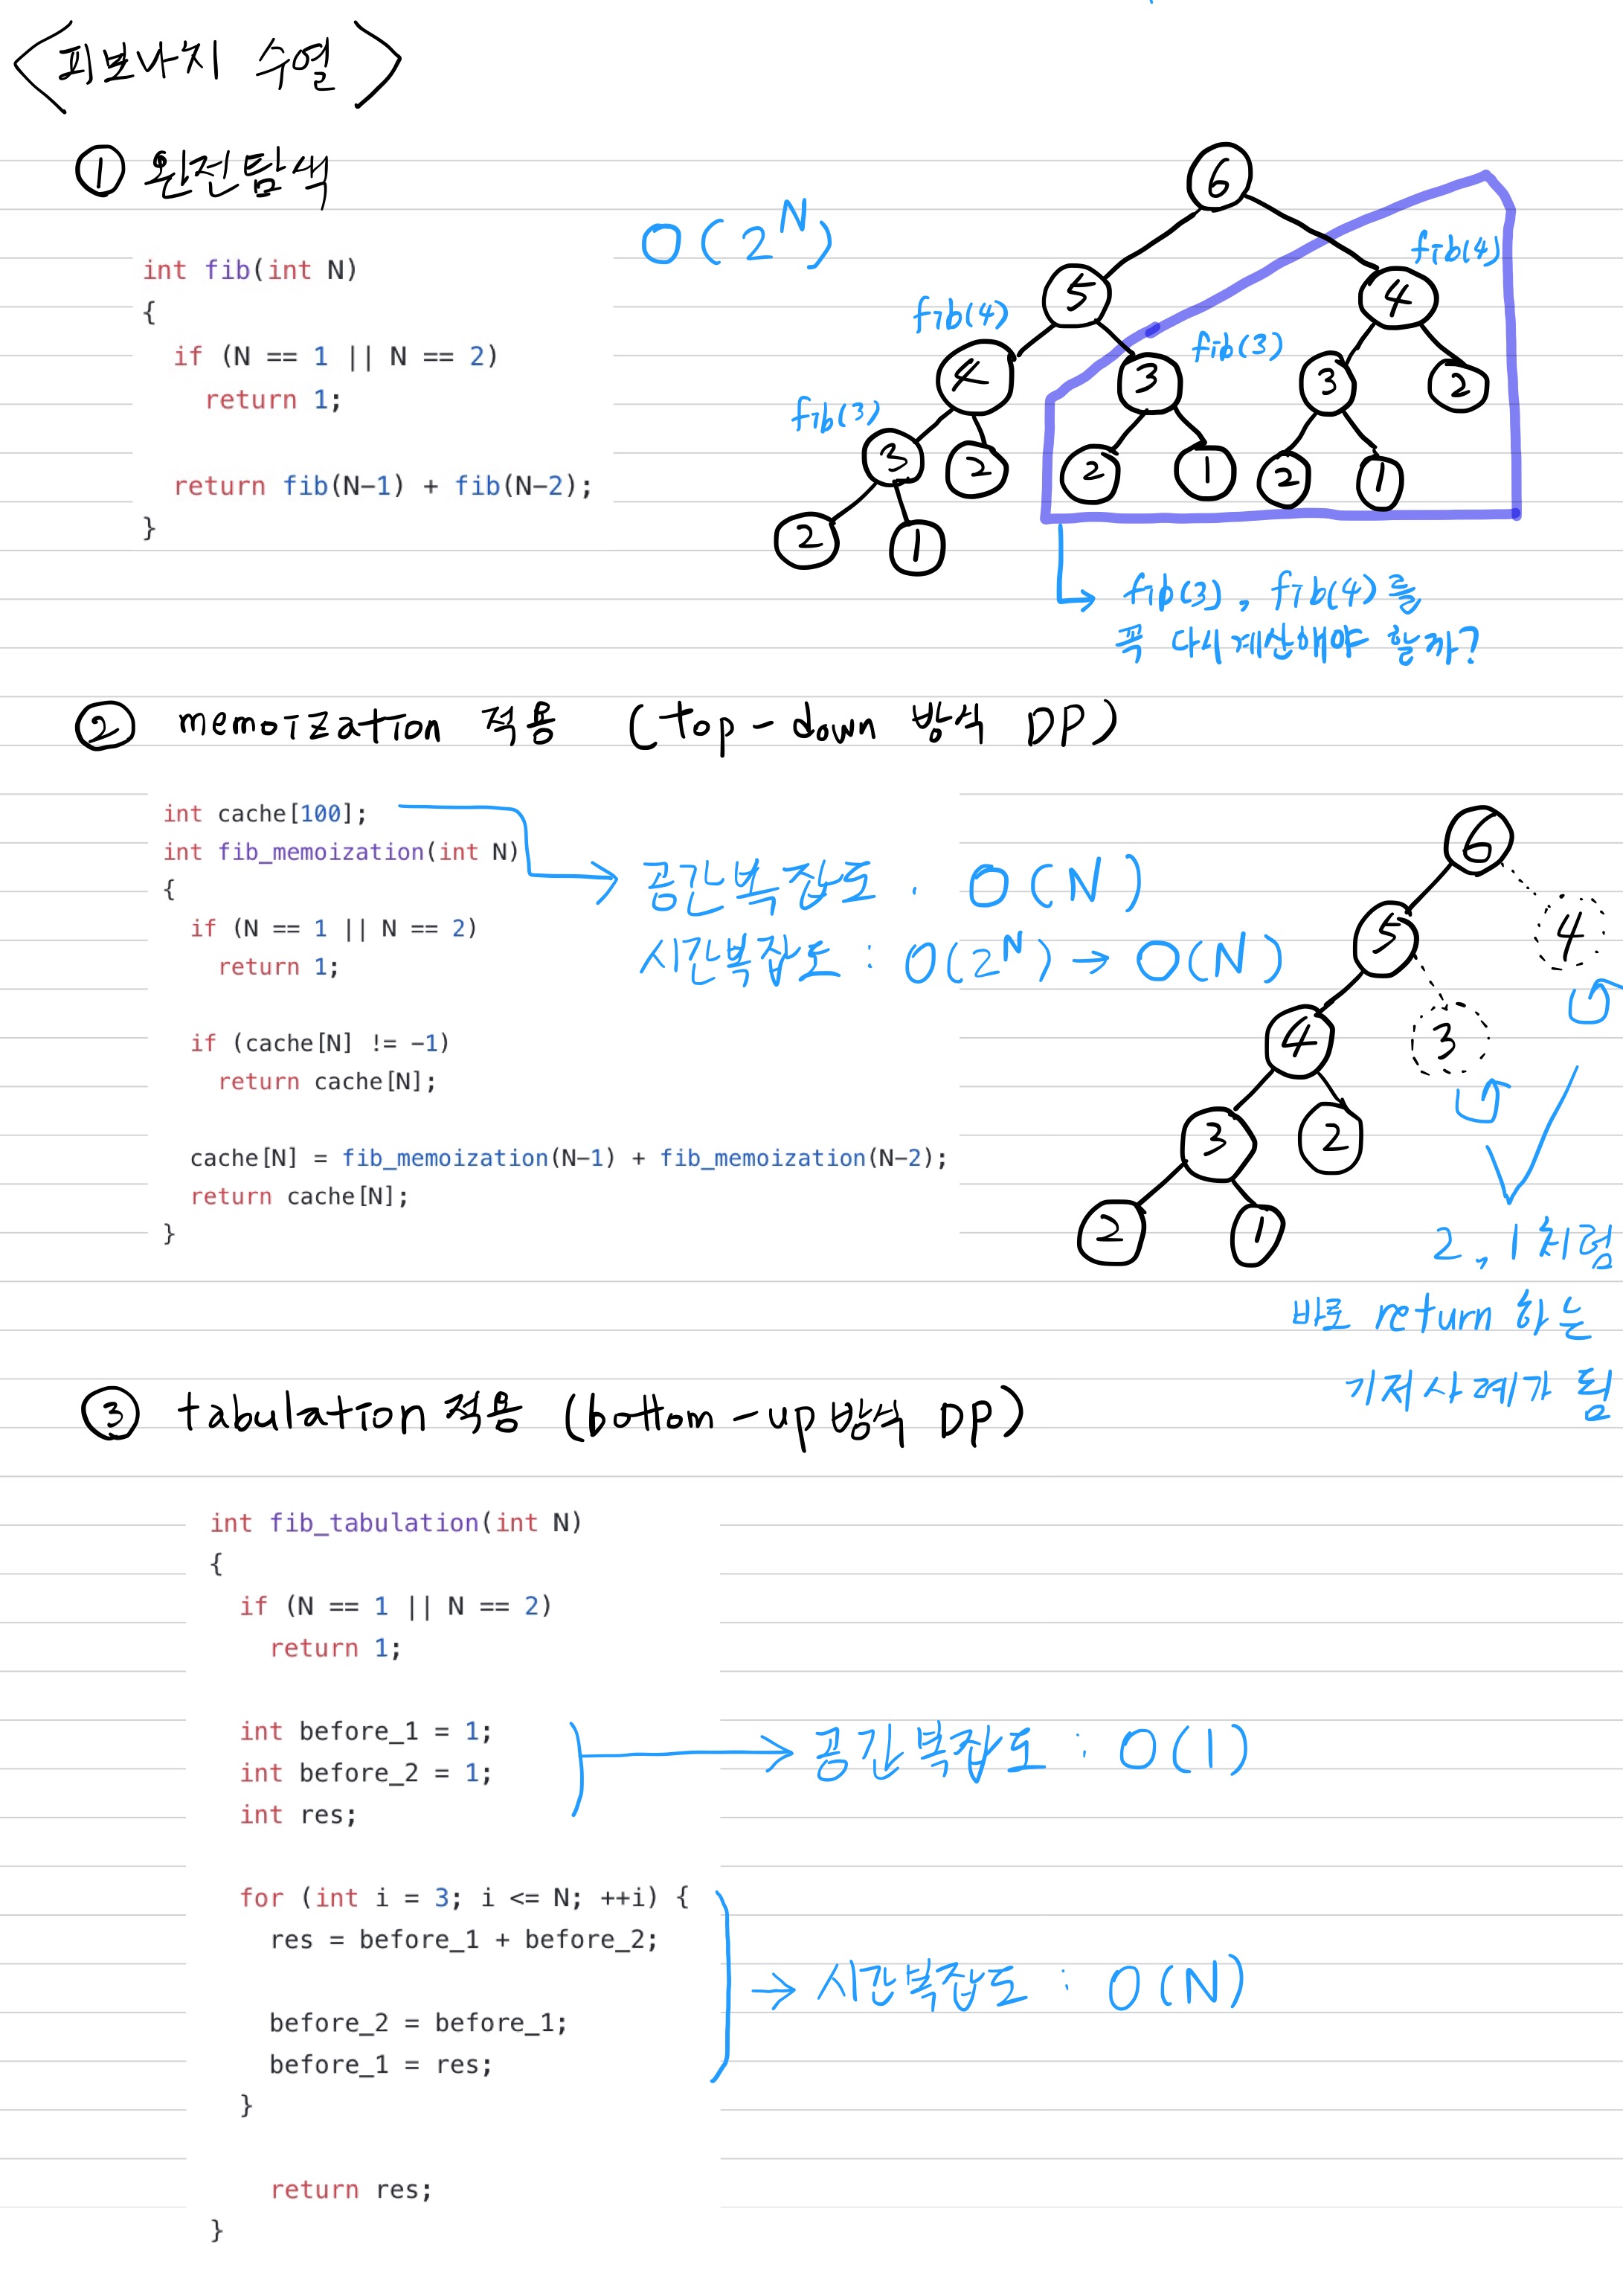 <피보나치 수열>
① 완전탐색
int fib(int N)
{
  if (N == 1 || N == 2)
    return 1;

  return fib(N-1) + fib(N-2);
}
O(2^N)
6
5 4 fib(4)
fib(4) 4 3 fib(3) 3 2
fib(3) 3 2 2 1 2 1
2 1
fib(3), fib(4)를
꼭 다시계산해야 할까?
② memoization 적용 (top-down 방식 DP)
int cache[100];
int fib_memoization(int N)
{
  if (N == 1 || N == 2)
    return 1;

  if (cache[N] != -1)
    return cache[N];

  cache[N] = fib_memoization(N-1) + fib_memoization(N-2);
  return cache[N];
}
공간복잡도 : O(N)
시간복잡도 : O(2^N) → O(N)
6
5 4
4 3
3 2
2 1
2, 1처럼
바로 return 하는
기저사례가 됨
③ tabulation 적용 (bottom-up 방식 DP)
int fib_tabulation(int N)
{
  if (N == 1 || N == 2)
    return 1;

  int before_1 = 1;
  int before_2 = 1;
  int res;
→ 공간복잡도 : O(1)

  for (int i = 3; i <= N; ++i) {
    res = before_1 + before_2;

    before_2 = before_1;
    before_1 = res;
  }
→ 시간복잡도 : O(N)

    return res;
}